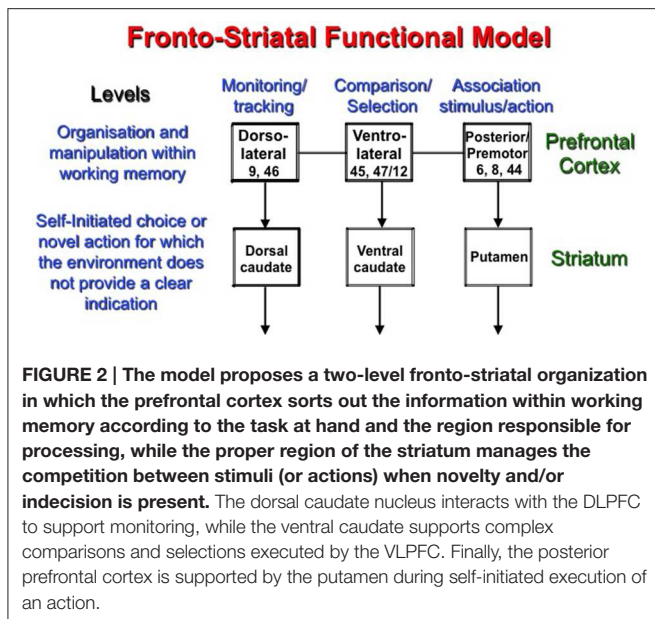 Fronto-Striatal Functional Model
Levels
Monitoring/
tracking
Comparison/
Selection
Association
stimulus/action
Organisation and
manipulation within
working memory
Dorso-
lateral
9, 46
Ventro-
lateral
45, 47/12
Posterior/
Premotor
6, 8, 44
Prefrontal
Cortex
Self-Initiated choice or
novel action for which
the environment does
not provide a clear
indication
Dorsal
caudate
Ventral
caudate
Putamen
Striatum
FIGURE 2 | The model proposes a two-level fronto-striatal organization
in which the prefrontal cortex sorts out the information within working
memory according to the task at hand and the region responsible for
processing, while the proper region of the striatum manages the
competition between stimuli (or actions) when novelty and/or
indecision is present. The dorsal caudate nucleus interacts with the DLPFC
to support monitoring, while the ventral caudate supports complex
comparisons and selections executed by the VLPFC. Finally, the posterior
prefrontal cortex is supported by the putamen during self-initiated execution of
an action.